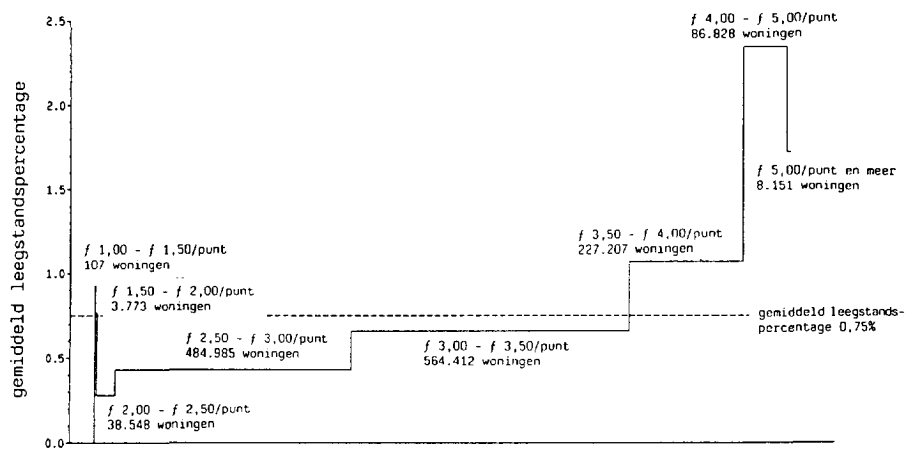 gemiddeld leegstandspercentage
2.5
2.0
1.5
1.0
0.5
0.0
ƒ 4,00 - ƒ 5,00/punt
86.828 woningen
ƒ 5,00/punt en meer
8.151 woningen
ƒ 3,50 - ƒ 4,00/punt
227.207 woningen
ƒ 1,00 - ƒ 1,50/punt
107 woningen
ƒ 1,50 - ƒ 2,00/punt
3.773 woningen
gemiddeld leegstands-
percentage 0,75%
ƒ 2,50 - ƒ 3,00/punt
484.985 woningen
ƒ 3,00 - ƒ 3,50/punt
564.412 woningen
ƒ 2,00 - ƒ 2,50/punt
38.548 woningen